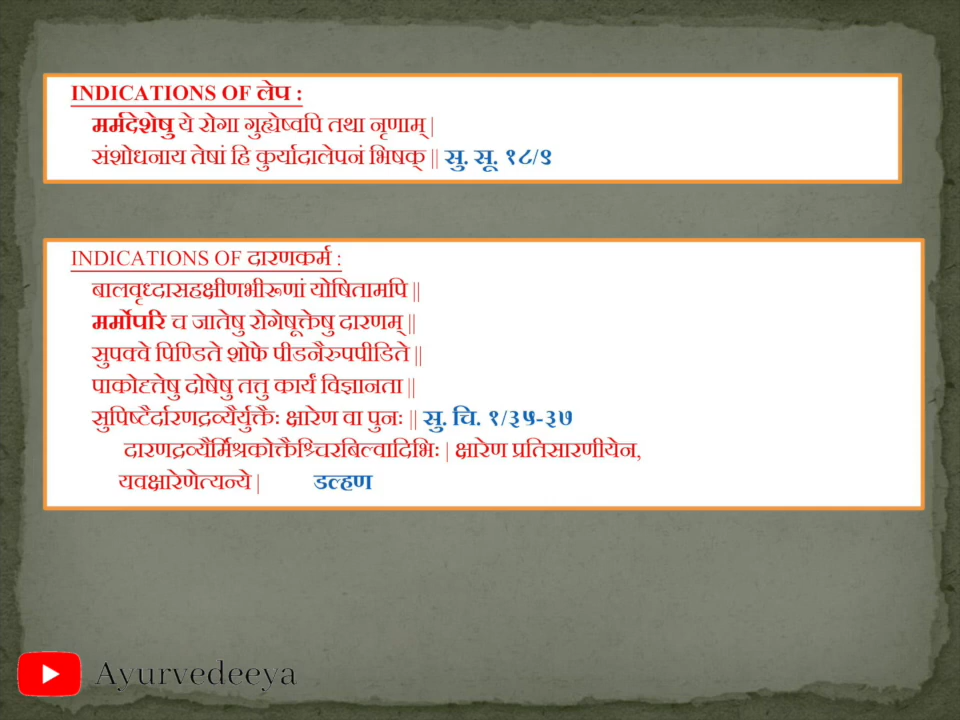 INDICATIONS OF लेप :
मर्मदेशेषु ये रोगा गुह्येष्वपि तथा नृणाम् |
संशोधनाय तेषां हि कुर्यादालेपनं भिषक् || सु. सू. १८/९
INDICATIONS OF दारणकर्म :
बालवृध्दासहक्षीणभीरूणां योषितामपि ||
मर्मोपरि च जातेषु रोगेषूक्तेषु दारणम् ||
सुपक्वे पिण्डिते शोफे पीडनैरुपपीडिते ||
पाकोद्दत्तेषु दोषेषु तत्तु कार्यं विज्ञानता ||
सुपिष्टैर्दारणद्रव्यैर्युक्तैः क्षारेण वा पुनः || सु. चि. १/३५-३७
दारणद्रव्यैर्मिश्रकोक्तैश्चिरबिल्वादिभिः | क्षारेण प्रतिसारणीयेन,
यवक्षारेणेत्यन्ये | डल्हण
Ayurvedeeya